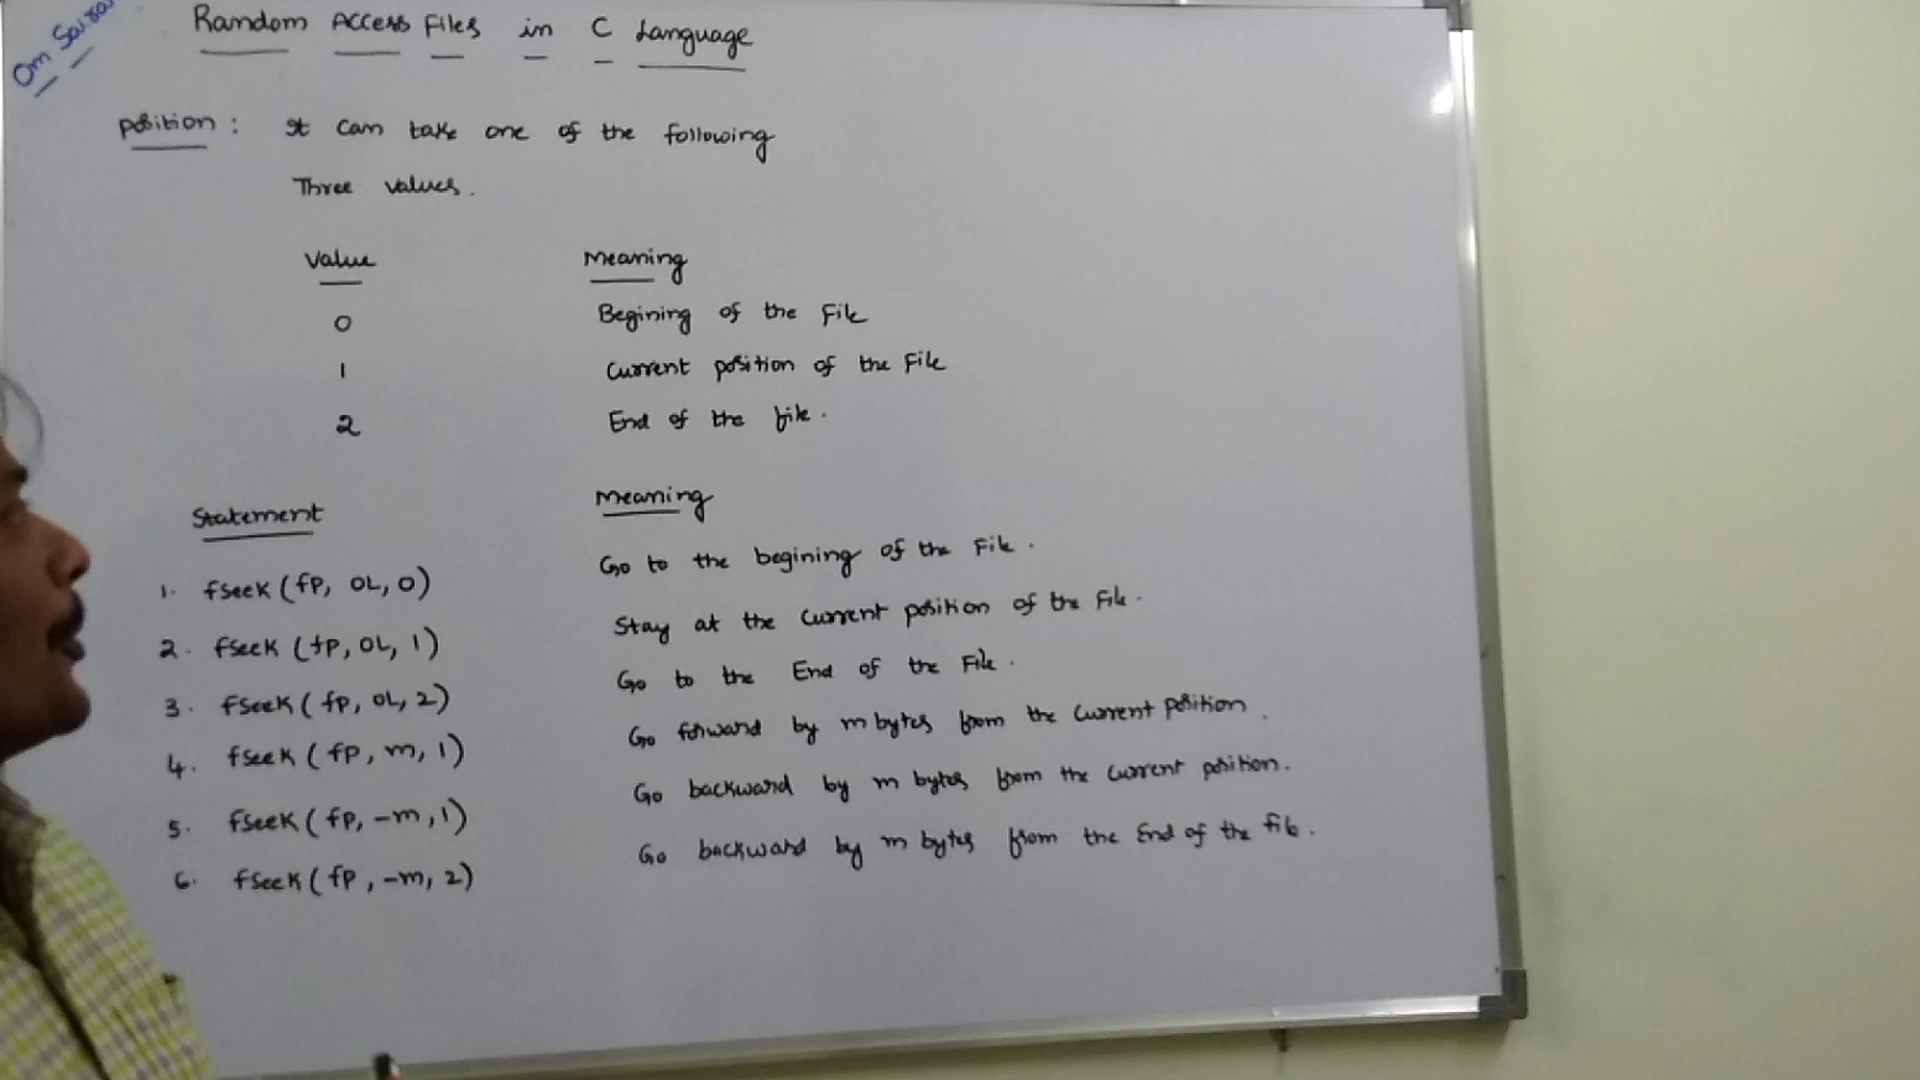 Om Sairam
Random Access Files in C Language
Position : It can take one of the following
Three values.
Value Meaning
0 Begining of the File
1 Current position of the File
2 End of the file.
Statement Meaning
1. fseek (fp, 0L, 0) Go to the begining of the File.
2. fseek (fp, 0L, 1) Stay at the current position of the File.
3. fseek (fp, 0L, 2) Go to the End of the File.
4. fseek (fp, m, 1) Go forward by m bytes from the current position.
5. fseek (fp, -m, 1) Go backward by m bytes from the current position.
6. fseek (fp, -m, 2) Go backward by m bytes from the End of the file.